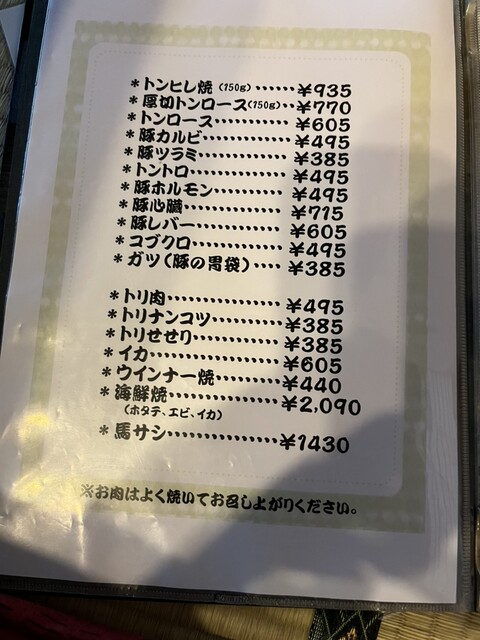 *トンヒレ焼(150g)……¥935
*厚切トンロース(150g)…¥770
*トンロース…………¥605
*豚カルビ……………¥495
*豚ツラミ……………¥385
*トントロ……………¥495
*豚ホルモン…………¥495
*豚心臓………………¥715
*豚レバー……………¥605
*コブクロ……………¥495
*ガツ(豚の胃袋)….¥385
*トリ肉………………¥495
*トリナンコツ………¥385
*トリせせり…………¥385
*イカ…………………¥605
*ウインナー焼………¥440
*海鮮焼………………¥2,090
(ホタテ、エビ、イカ)
*馬サシ………………¥1430
※お肉はよく焼いてお召し上がりください。